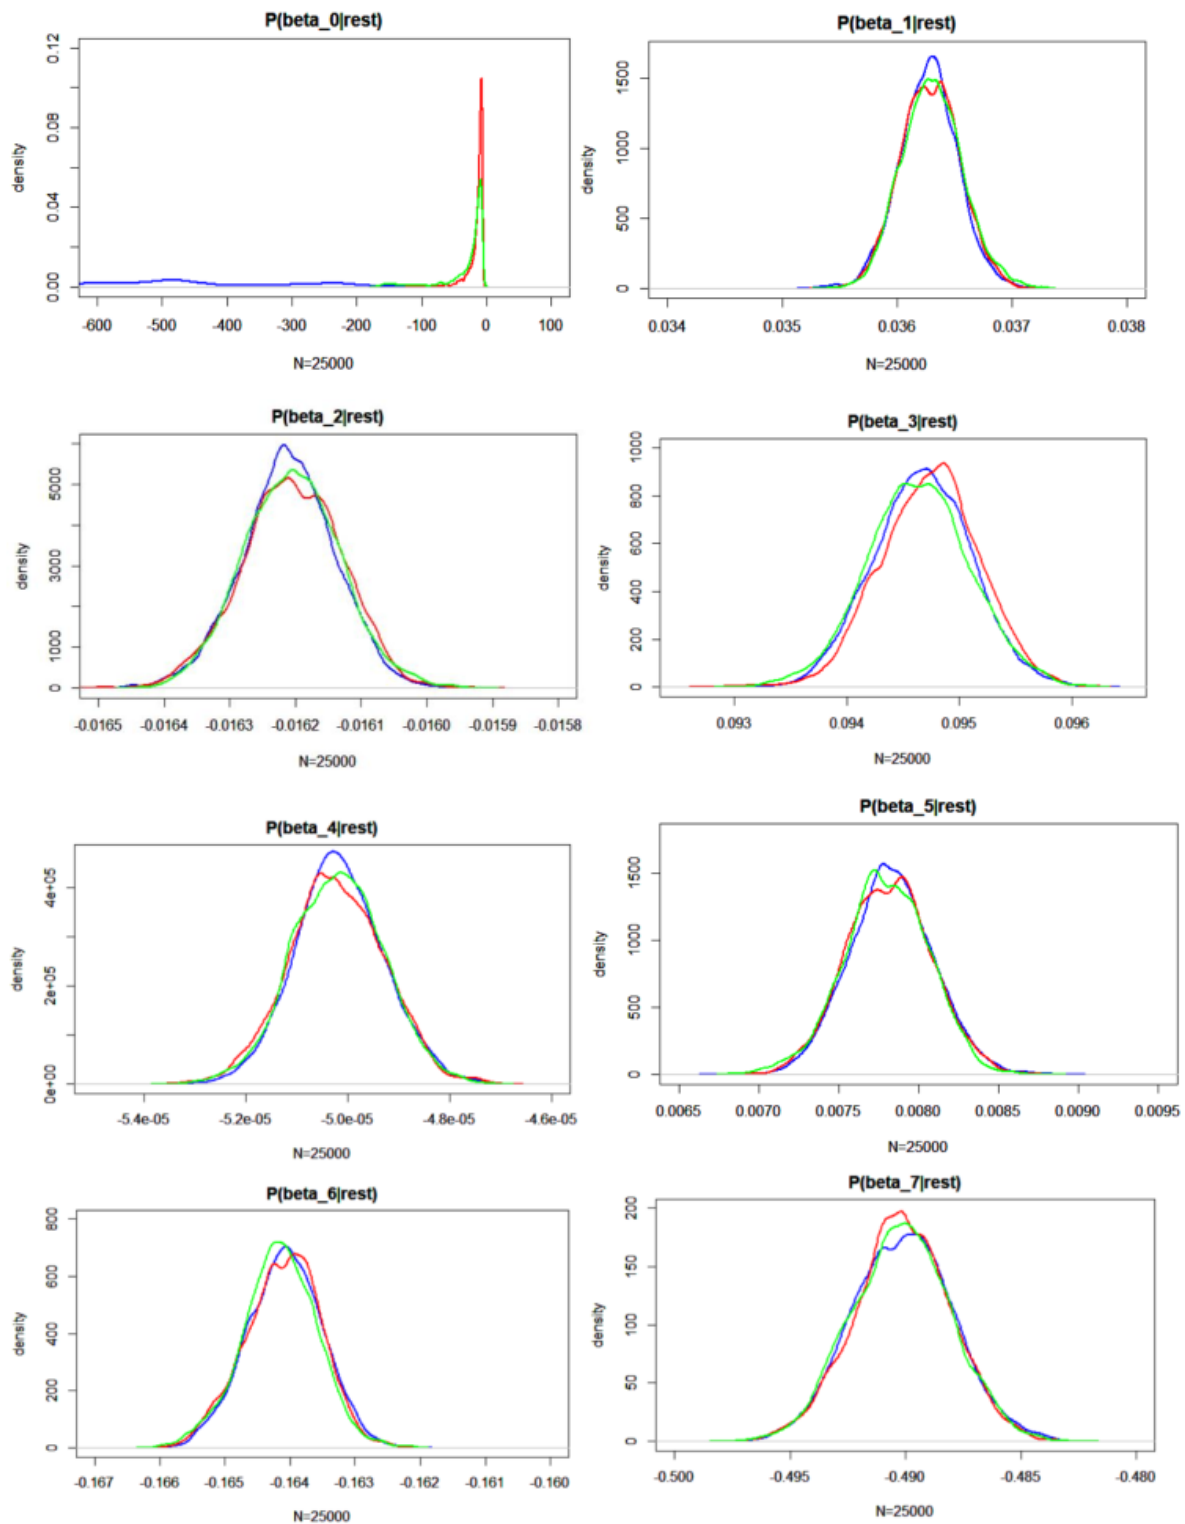 P(beta_0|rest)
density
0.00 0.04 0.08 0.12
-600 -500 -400 -300 -200 -100 0 100
N=25000
P(beta_1|rest)
density
0 500 1000 1500
0.034 0.035 0.036 0.037 0.038
N=25000
P(beta_2|rest)
density
0 1000 3000 5000
-0.0165 -0.0164 -0.0163 -0.0162 -0.0161 -0.0160 -0.0159 -0.0158
N=25000
P(beta_3|rest)
density
0 200 400 600 800 1000
0.093 0.094 0.095 0.096
N=25000
P(beta_4|rest)
density
0e+00 2e+05 4e+05
-5.4e-05 -5.2e-05 -5.0e-05 -4.8e-05 -4.6e-05
N=25000
P(beta_5|rest)
density
0 500 1000 1500
0.0065 0.0070 0.0075 0.0080 0.0085 0.0090 0.0095
N=25000
P(beta_6|rest)
density
0 200 400 600 800
-0.167 -0.166 -0.165 -0.164 -0.163 -0.162 -0.161 -0.160
N=25000
P(beta_7|rest)
density
0 50 100 150 200
-0.500 -0.495 -0.490 -0.485 -0.480
N=25000